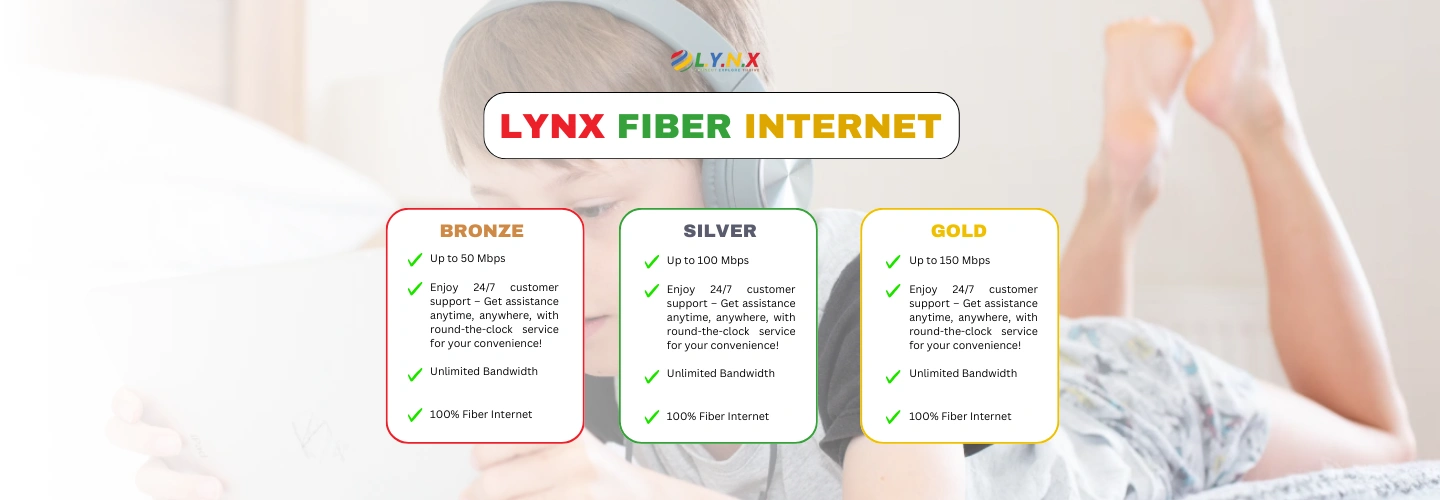 L.Y.N.X
LYNX FIBER INTERNET
BRONZE
Up to 50 Mbps
Enjoy 24/7 customer
support – Get assistance
anytime, anywhere, with
round-the-clock service
for your convenience!
Unlimited Bandwidth
100% Fiber Internet
SILVER
Up to 100 Mbps
Enjoy 24/7 customer
support – Get assistance
anytime, anywhere, with
round-the-clock service
for your convenience!
Unlimited Bandwidth
100% Fiber Internet
GOLD
Up to 150 Mbps
Enjoy 24/7 customer
support – Get assistance
anytime, anywhere, with
round-the-clock service
for your convenience!
Unlimited Bandwidth
100% Fiber Internet